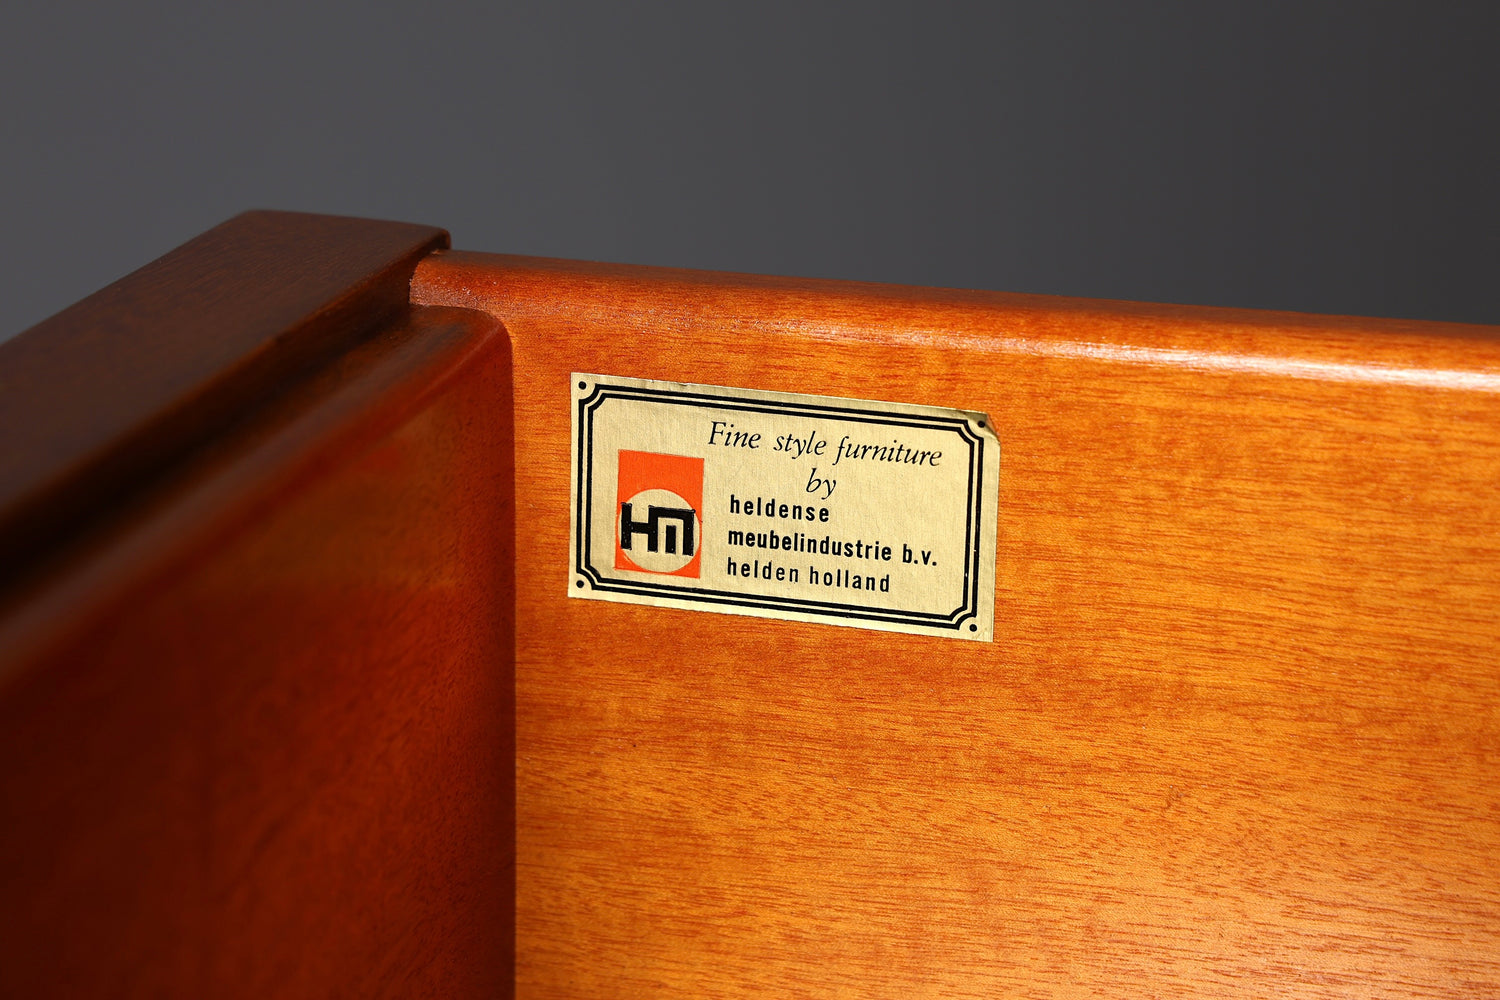 Fine style furniture
by
HM
heldense
meubelindustrie b.v.
helden holland